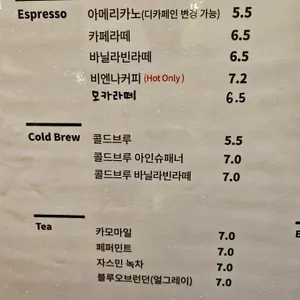 Espresso 아메리카노(디카페인 변경 가능) 5.5
카페라떼 6.5
바닐라빈라떼 6.5
비엔나커피 (Hot Only) 7.2
모카라떼 6.5
Cold Brew 콜드브루 5.5
콜드브루 아인슈패너 7.0
콜드브루 바닐라빈라떼 7.0
Tea 카모마일 7.0
페퍼민트 7.0
자스민 녹차 7.0
블루오브런던(얼그레이) 7.0